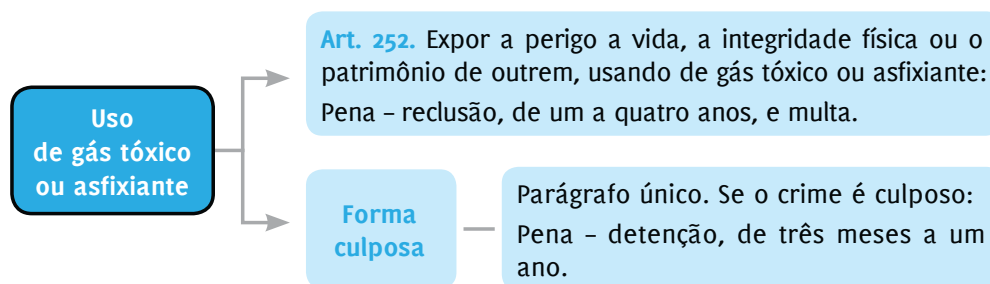 Uso
de gás tóxico
ou asfixiante
Art. 252. Expor a perigo a vida, a integridade física ou o
patrimônio de outrem, usando de gás tóxico ou asfixiante:
Pena – reclusão, de um a quatro anos, e multa.
Forma
culposa
Parágrafo único. Se o crime é culposo:
Pena – detenção, de três meses a um
ano.